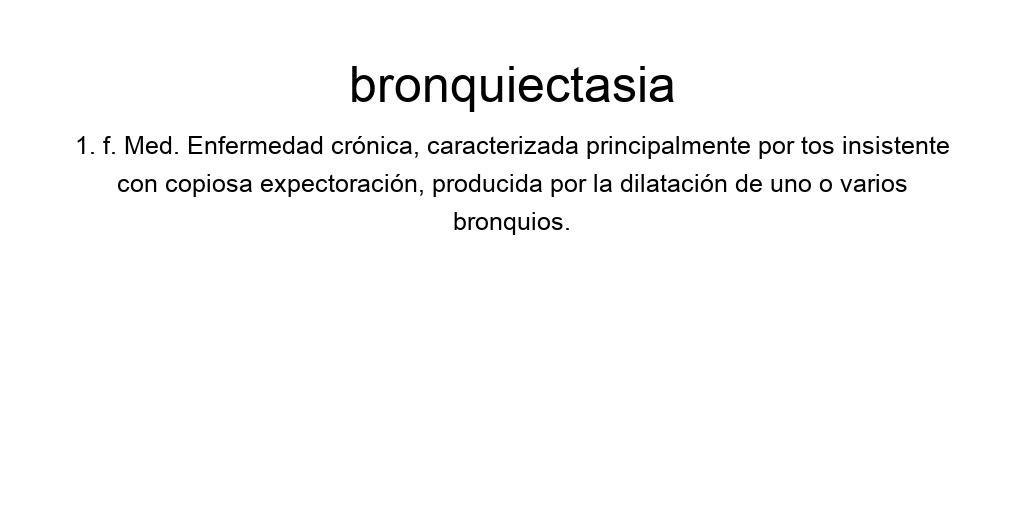 bronquiectasia
1. f. Med. Enfermedad crónica, caracterizada principalmente por tos insistente
con copiosa expectoración, producida por la dilatación de uno o varios
bronquios.